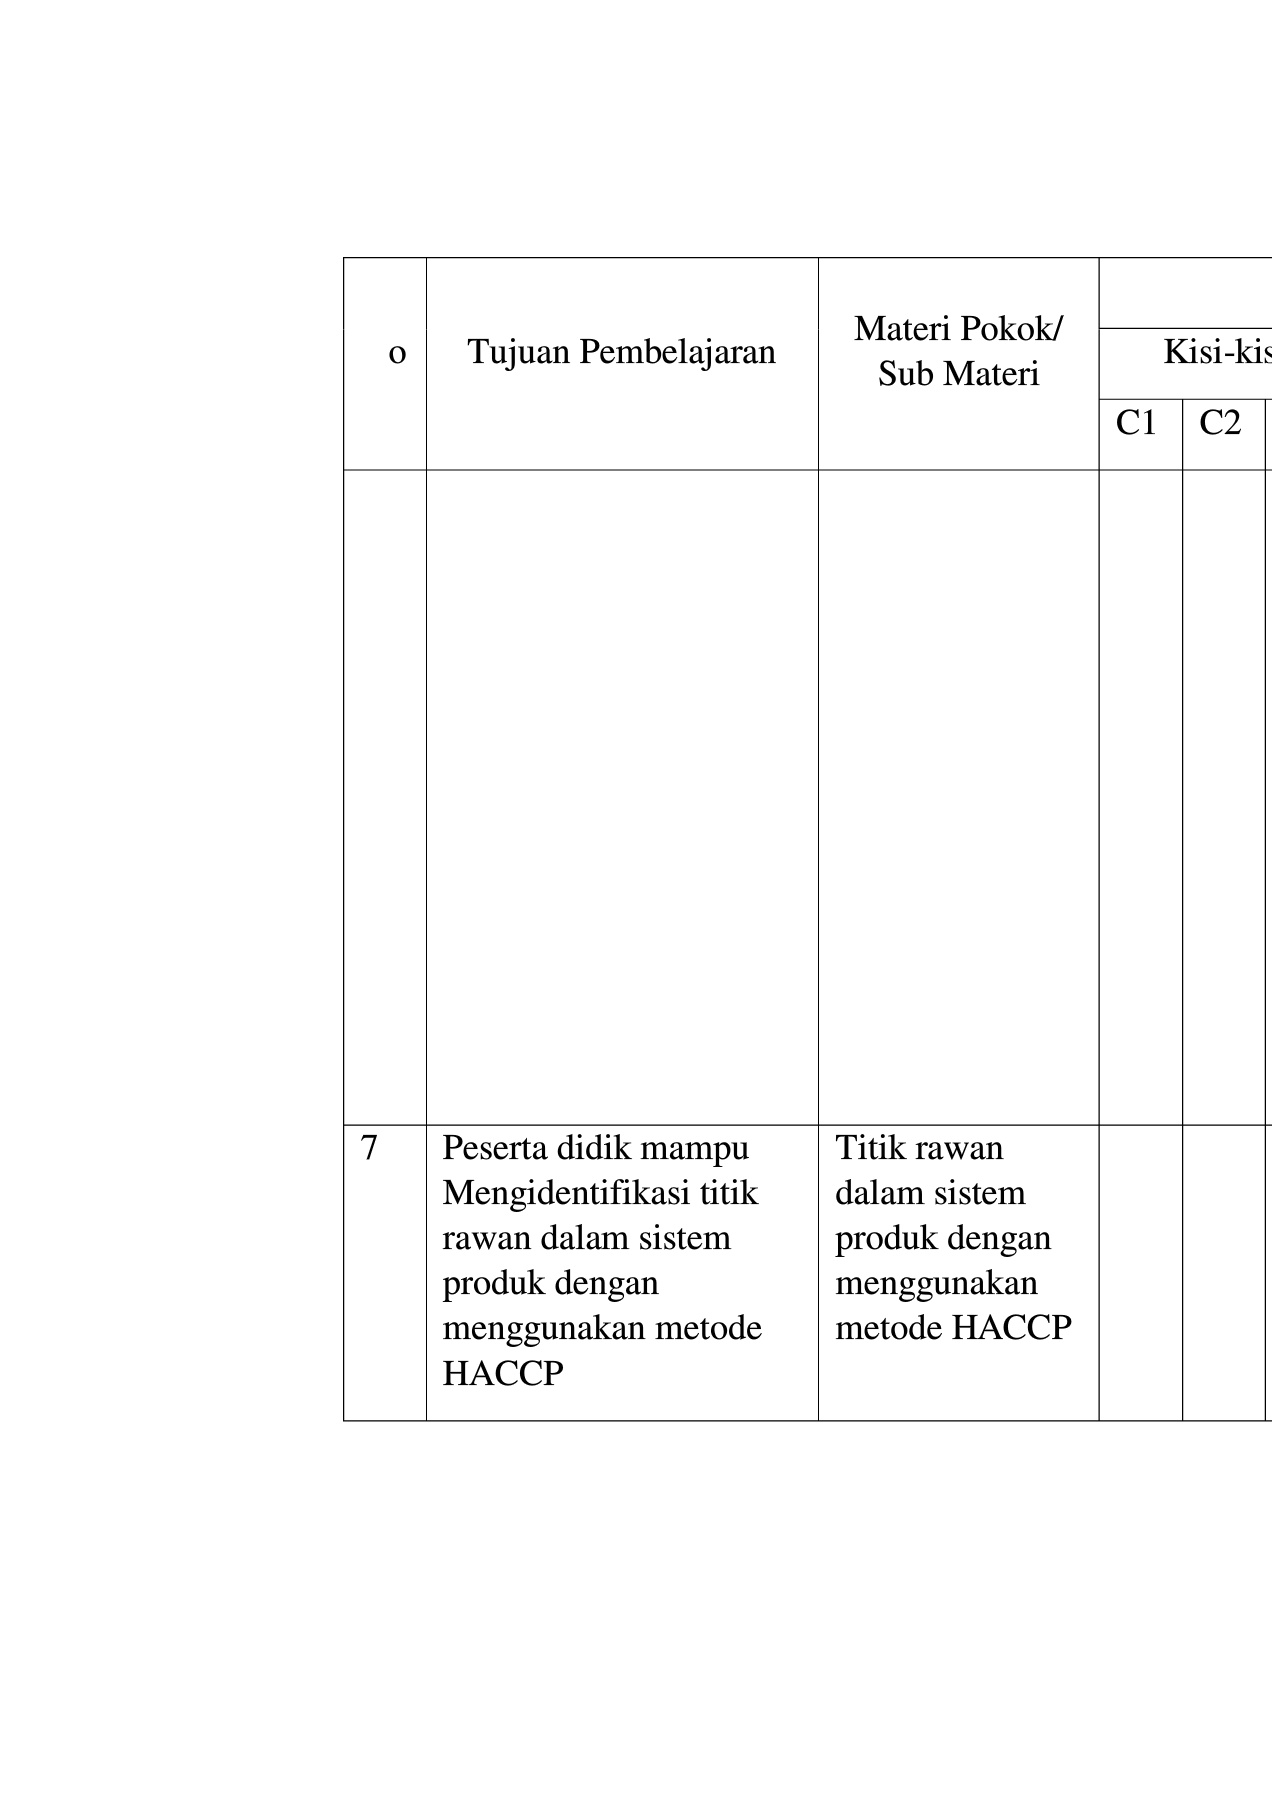 o
Tujuan Pembelajaran
Materi Pokok/
Sub Materi
Kisi-kis
C1
C2
7
Peserta didik mampu
Mengidentifikasi titik
rawan dalam sistem
produk dengan
menggunakan metode
HACCP
Titik rawan
dalam sistem
produk dengan
menggunakan
metode HACCP